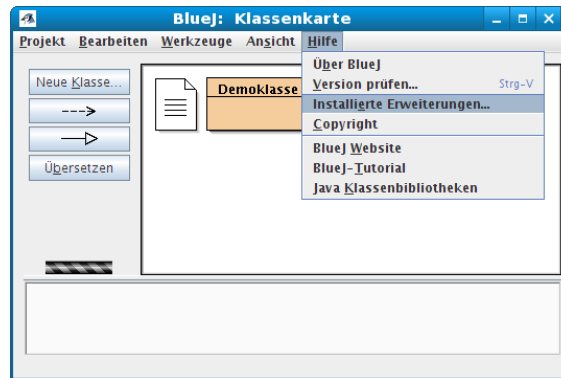 BlueJ: Klassenkarte
Projekt Bearbeiten Werkzeuge Ansicht Hilfe
Neue Klasse...
Übersetzen
Demoklasse
Über BlueJ
Version prüfen... Strg-V
Installierte Erweiterungen...
Copyright
BlueJ Website
BlueJ-Tutorial
Java Klassenbibliotheken